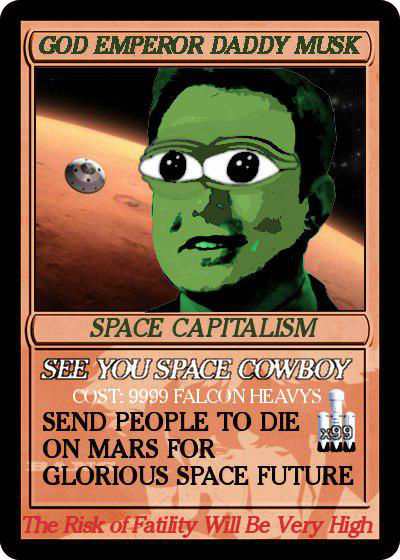 GOD EMPEROR DADDY MUSK
SPACE CAPITALISM
SEE YOU SPACE COWBOY
COST: 9999 FALCON HEAVYS
SEND PEOPLE TO DIE
ON MARS FOR
GLORIOUS SPACE FUTURE
x99
The Risk of Fatility Will Be Very High